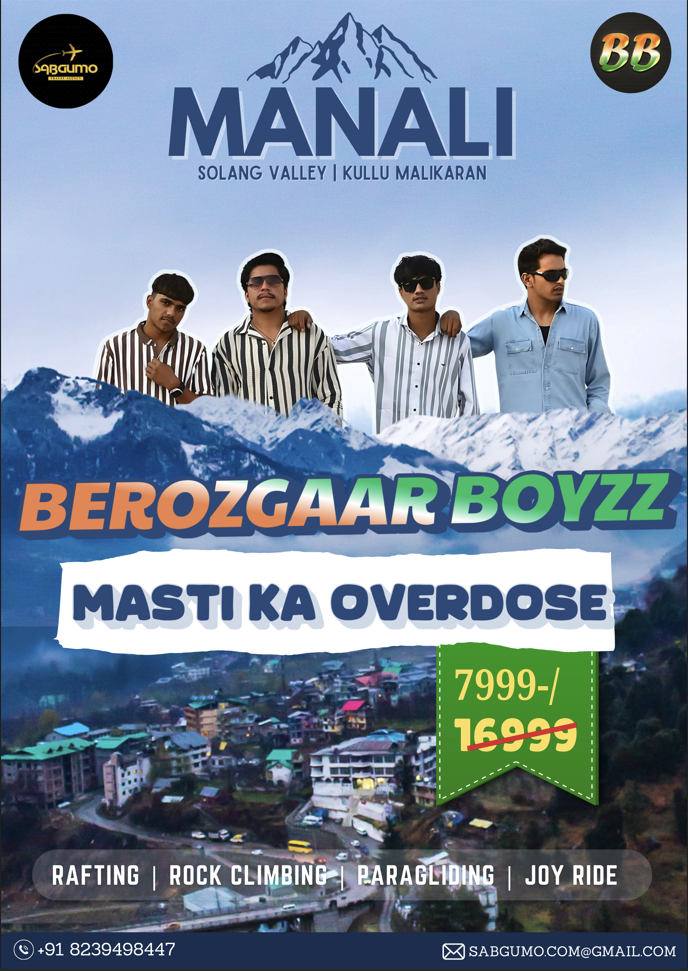 SABGUMO
BB
MANALI
SOLANG VALLEY | KULLU MALIKARAN
BEROZGAAR BOYZZ
MASTI KA OVERDOSE
7999-/
16999
RAFTING | ROCK CLIMBING | PARAGLIDING | JOY RIDE
+91 8239498447
SABGUMO.COM@GMAIL.COM